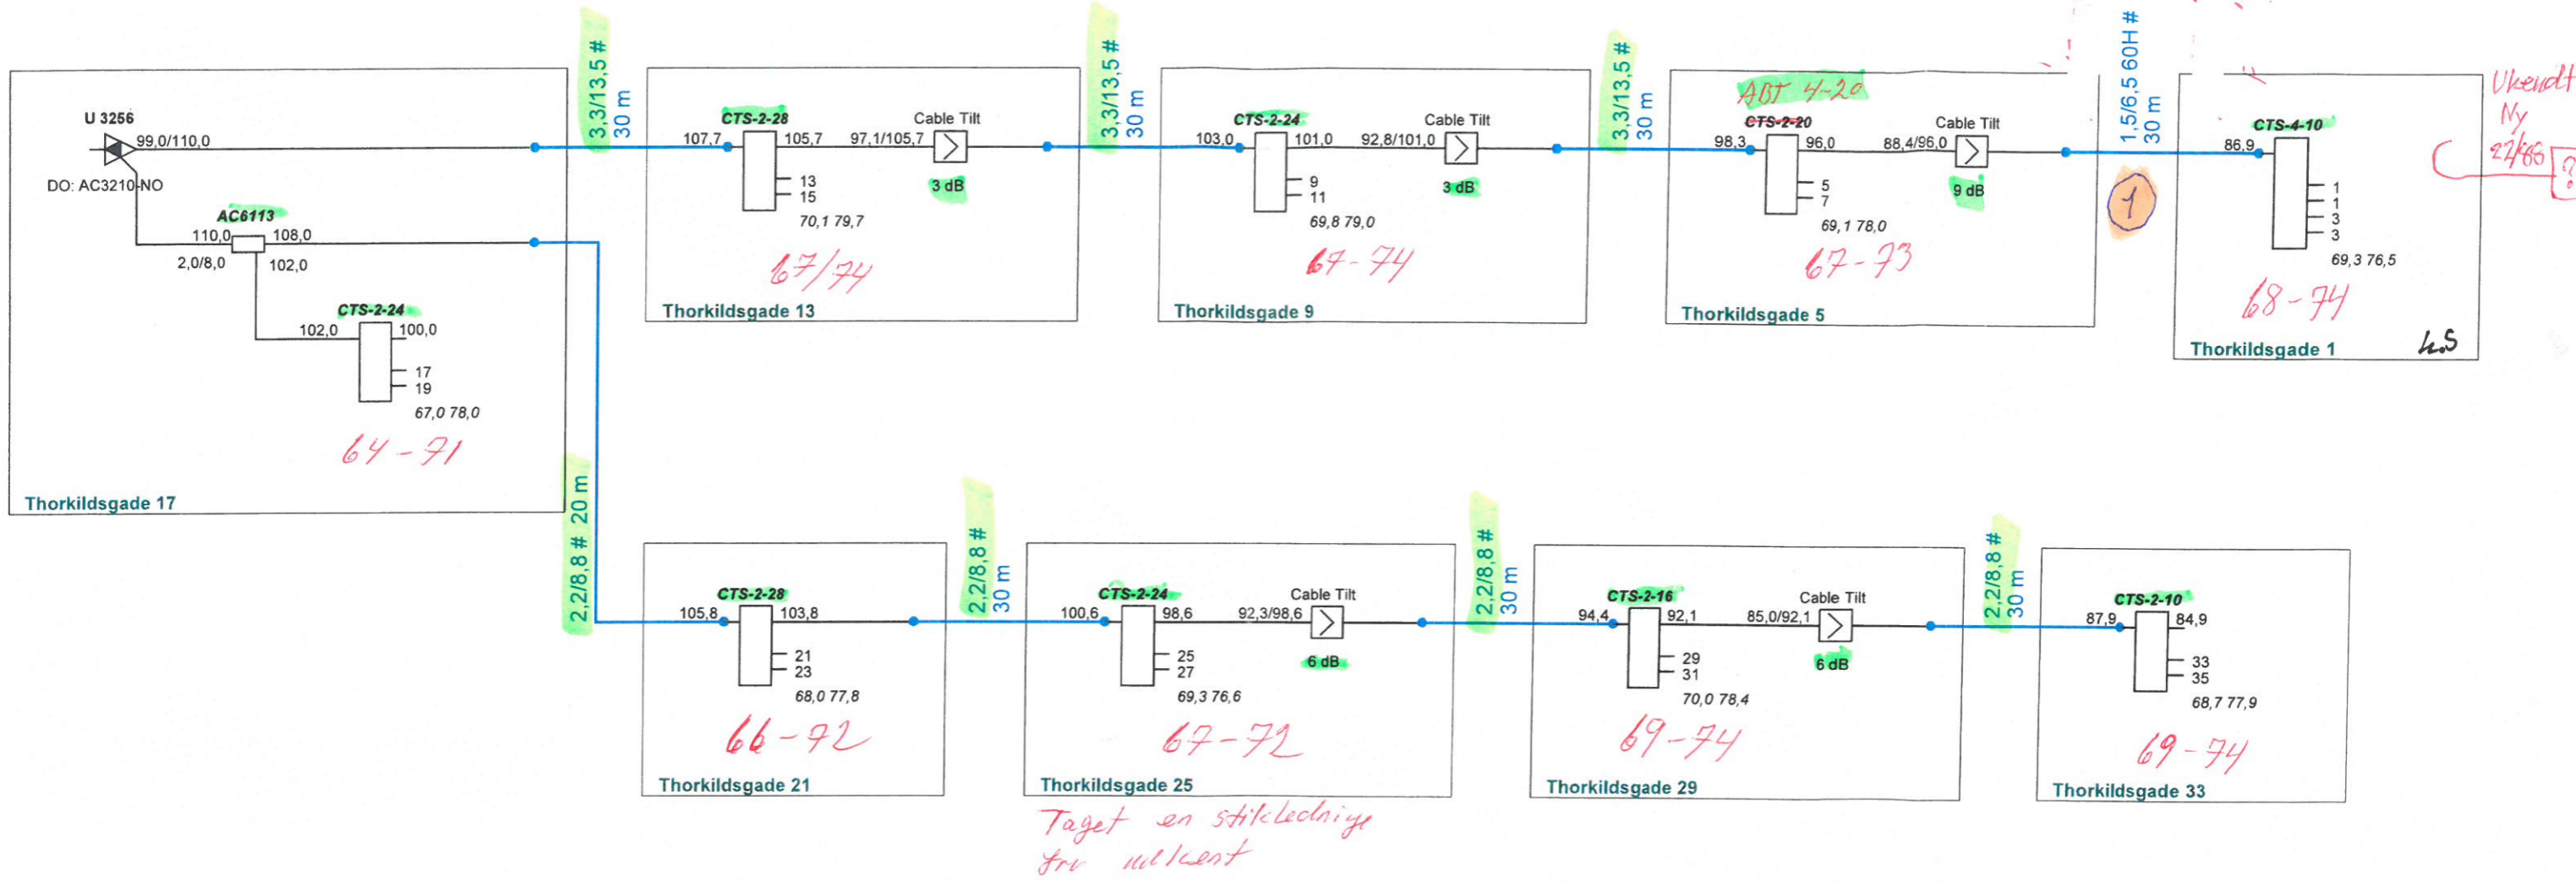 U 3256
99,0/110,0
DO: AC3210-NO
AC6113
110,0
108,0
2,0/8,0
102,0
CTS-2-24
102,0
100,0
17
19
67,0 78,0
64-71
Thorkildsgade 17
3,3/13,5 #
30 m
CTS-2-28
107,7
105,7
97,1/105,7
Cable Tilt
3 dB
13
15
70,1 79,7
67/74
Thorkildsgade 13
3,3/13,5 #
30 m
CTS-2-24
103,0
101,0
92,8/101,0
Cable Tilt
3 dB
9
11
69,8 79,0
67-74
Thorkildsgade 9
3,3/13,5 #
30 m
ABT 4-20
CTS-2-20
98,3
96,0
88,4/96,0
Cable Tilt
9 dB
5
7
69,1 78,0
67-73
Thorkildsgade 5
1,5/6,5 60H #
30 m
1
CTS-4-10
86,9
1
1
3
3
69,3 76,5
68-74
Thorkildsgade 1
Ukendt
Ny
?
2,2/8,8 # 20 m
CTS-2-28
105,8
103,8
21
23
68,0 77,8
66-72
Thorkildsgade 21
2,2/8,8 #
30 m
CTS-2-24
100,6
98,6
92,3/98,6
Cable Tilt
6 dB
25
27
69,3 76,6
67-72
Thorkildsgade 25
Taget en stikledning
2,2/8,8 #
30 m
CTS-2-16
94,4
92,1
85,0/92,1
Cable Tilt
6 dB
29
31
70,0 78,4
69-74
Thorkildsgade 29
2,2/8,8 #
30 m
CTS-2-10
87,9
84,9
33
35
68,7 77,9
69-74
Thorkildsgade 33